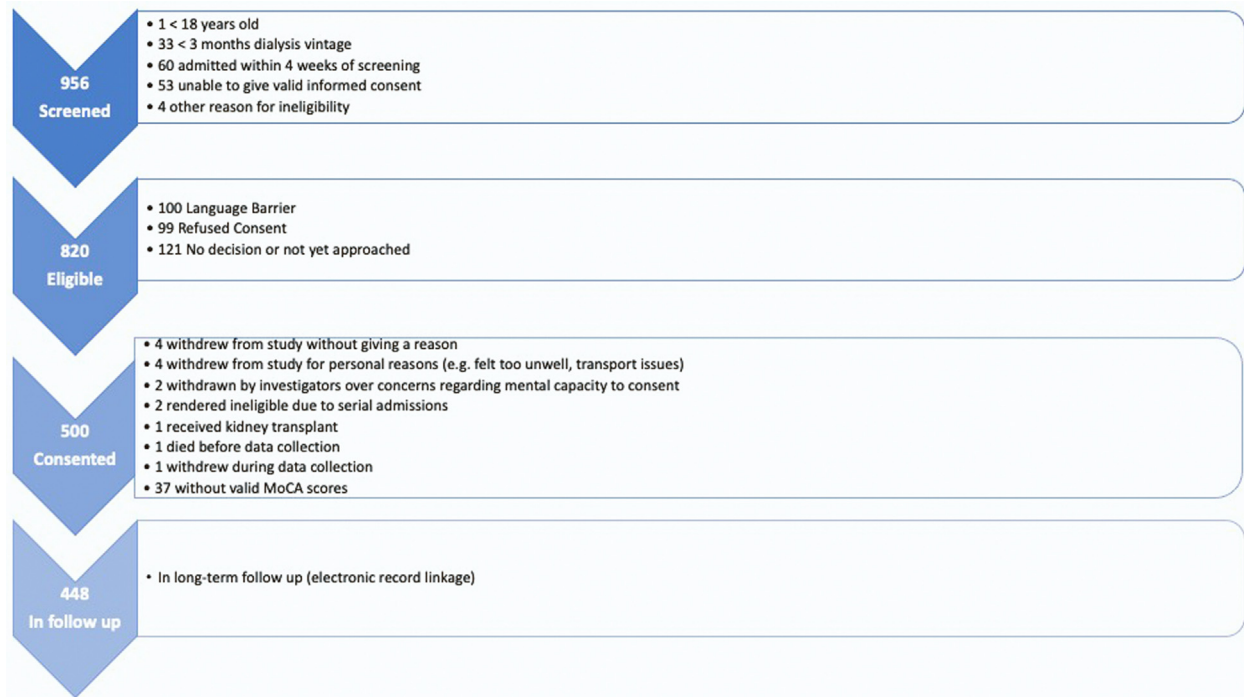 956
Screened
• 1 < 18 years old
• 33 < 3 months dialysis vintage
• 60 admitted within 4 weeks of screening
• 53 unable to give valid informed consent
• 4 other reason for ineligibility
820
Eligible
• 100 Language Barrier
• 99 Refused Consent
• 121 No decision or not yet approached
500
Consented
• 4 withdrew from study without giving a reason
• 4 withdrew from study for personal reasons (e.g. felt too unwell, transport issues)
• 2 withdrawn by investigators over concerns regarding mental capacity to consent
• 2 rendered ineligible due to serial admissions
• 1 received kidney transplant
• 1 died before data collection
• 1 withdrew during data collection
• 37 without valid MoCA scores
448
In follow up
• In long-term follow up (electronic record linkage)